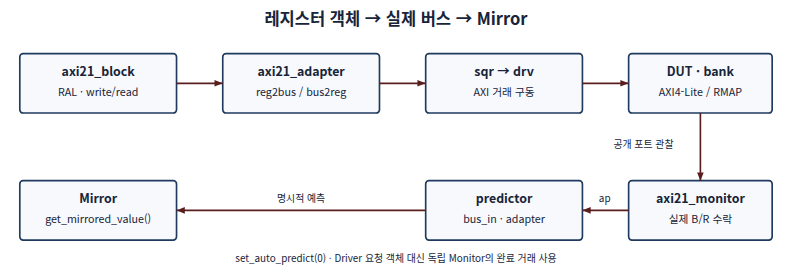 레지스터 객체 → 실제 버스 → Mirror
axi21_block
RAL · write/read
axi21_adapter
reg2bus / bus2reg
sqr → drv
AXI 거래 구동
DUT · bank
AXI4-Lite / RMAP
공개 포트 관찰
Mirror
get_mirrored_value()
명시적 예측
predictor
bus_in · adapter
ap
axi21_monitor
실제 B/R 수락
set_auto_predict(0) · Driver 요청 객체 대신 독립 Monitor의 완료 거래 사용